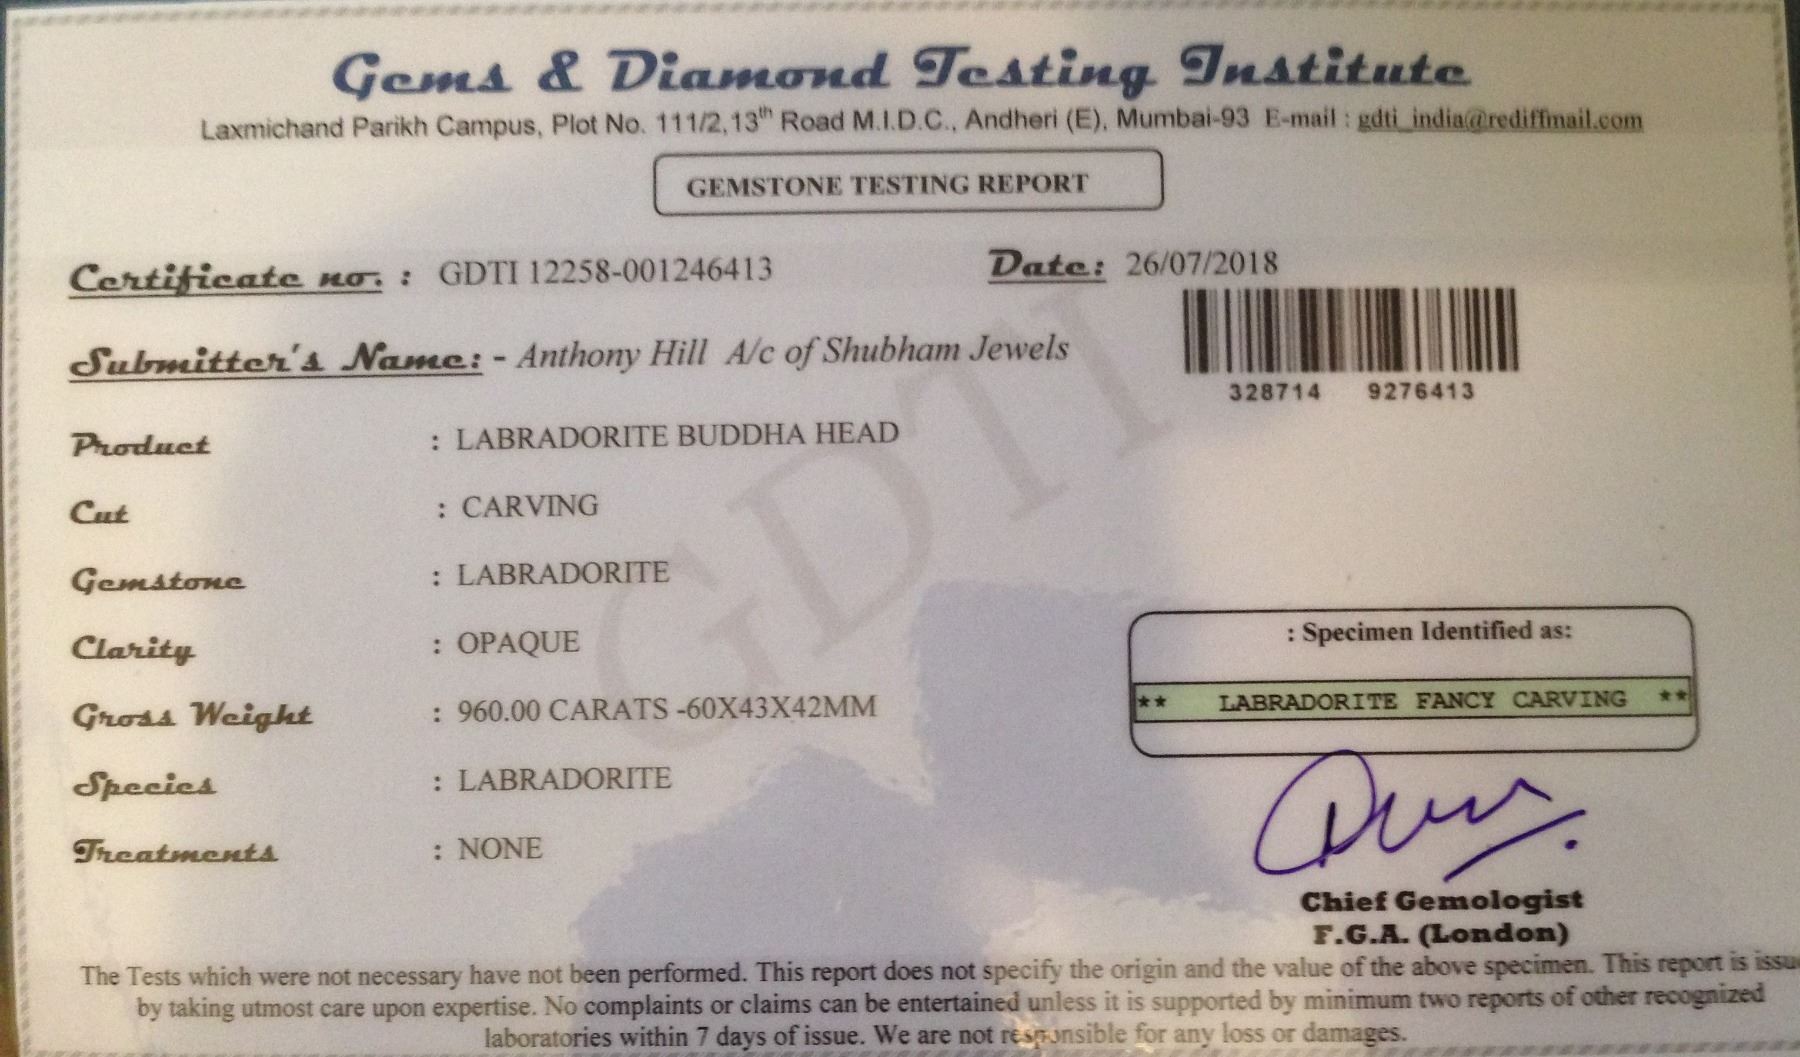 Gems & Diamond Testing Institute
Laxmichand Parikh Campus, Plot No. 111/2, 13th Road M.I.D.C., Andheri (E), Mumbai-93 E-mail : gdti_india@rediffmail.com
GEMSTONE TESTING REPORT
Certificate no. : GDTI 12258-001246413 Date: 26/07/2018
Submitter's Name: - Anthony Hill A/c of Shubham Jewels
328714 9276413
Product : LABRADORITE BUDDHA HEAD
Cut : CARVING
Gemstone : LABRADORITE
Clarity : OPAQUE
Gross Weight : 960.00 CARATS -60X43X42MM
Species : LABRADORITE
Treatments : NONE
GDTI
: Specimen Identified as:
** LABRADORITE FANCY CARVING **
Chief Gemologist
F.G.A. (London)
The Tests which were not necessary have not been performed. This report does not specify the origin and the value of the above specimen. This report is issu
by taking utmost care upon expertise. No complaints or claims can be entertained unless it is supported by minimum two reports of other recognized
laboratories within 7 days of issue. We are not responsible for any loss or damages.